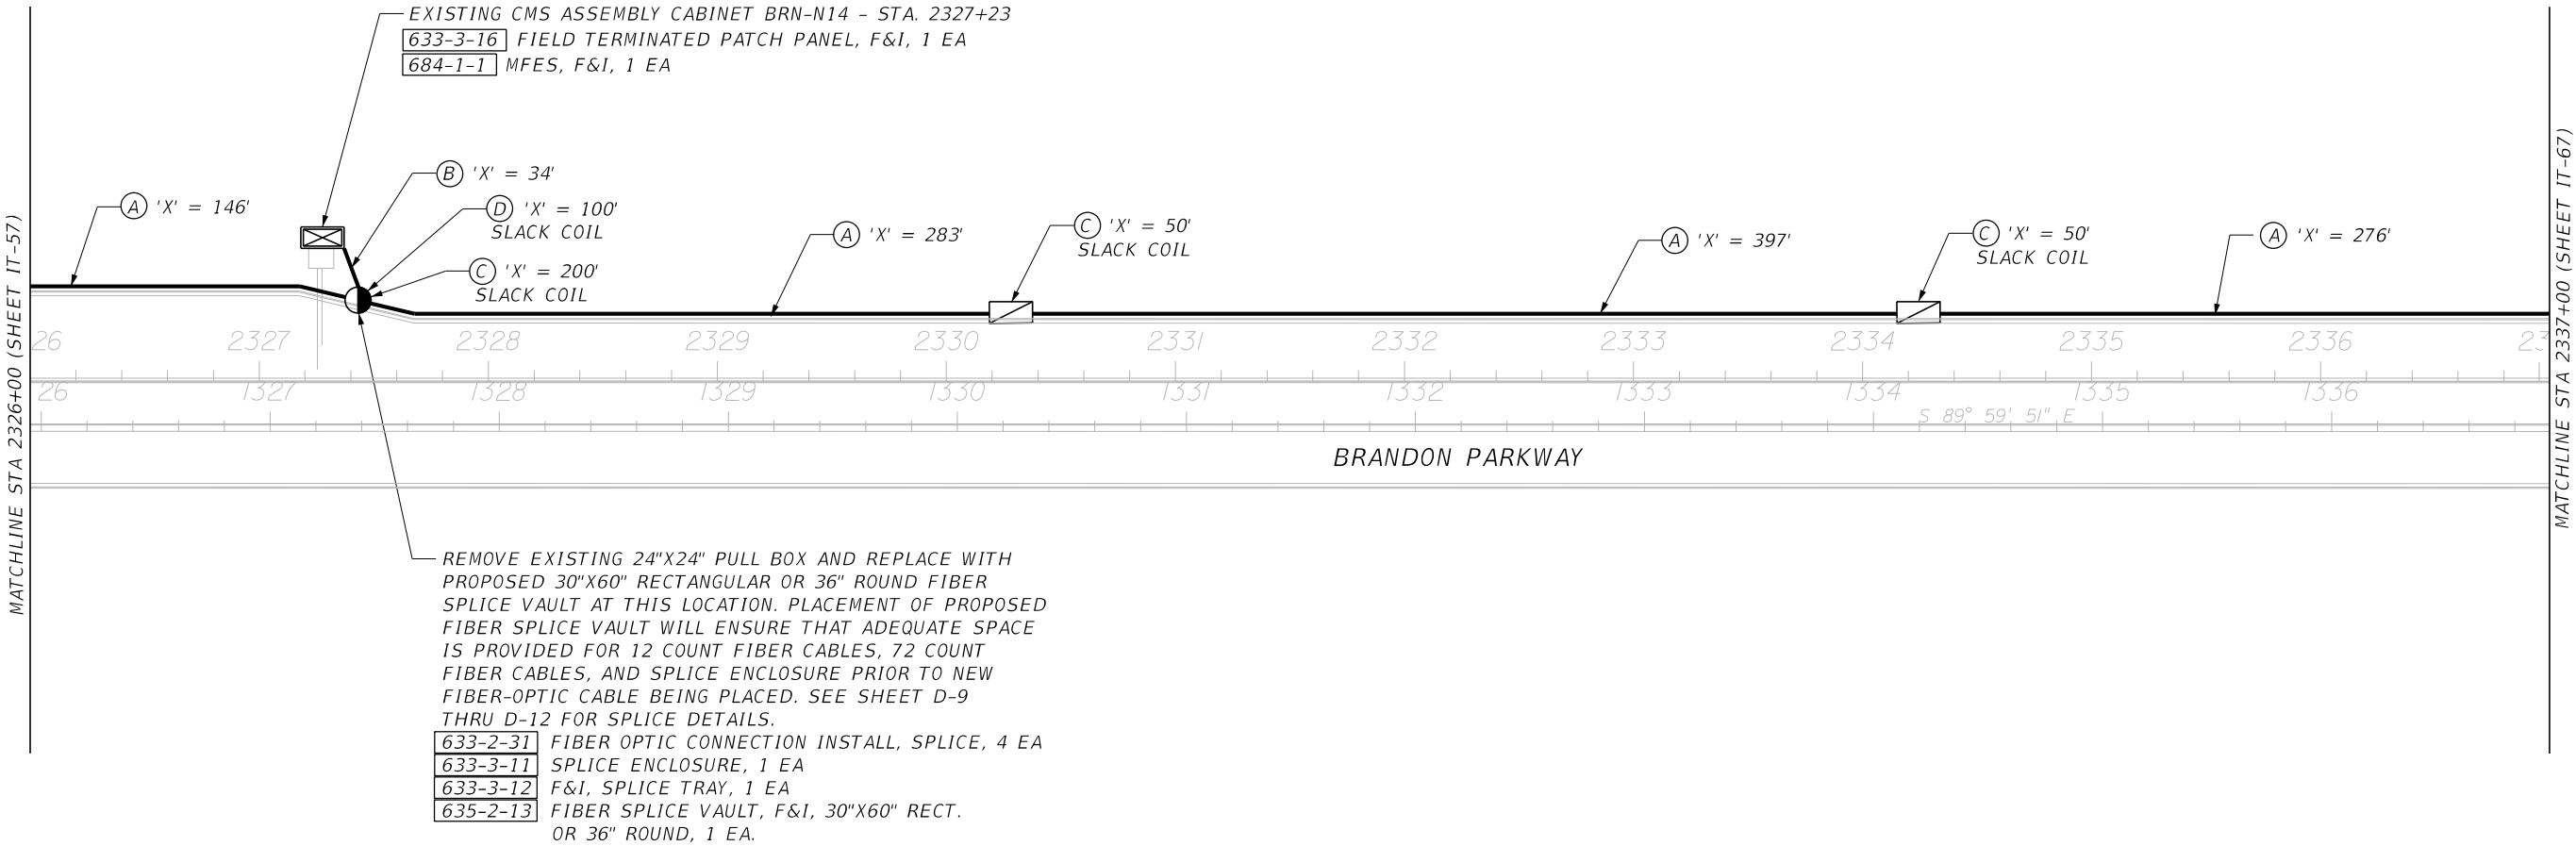 EXISTING CMS ASSEMBLY CABINET BRN-N14 - STA. 2327+23
633-3-16 FIELD TERMINATED PATCH PANEL, F&I, 1 EA
684-1-1 MFES, F&I, 1 EA
A 'X' = 146'
B 'X' = 34'
D 'X' = 100'
SLACK COIL
C 'X' = 200'
SLACK COIL
A 'X' = 283'
C 'X' = 50'
SLACK COIL
A 'X' = 397'
C 'X' = 50'
SLACK COIL
A 'X' = 276'
MATCHLINE STA 2326+00 (SHEET IT-57)
MATCHLINE STA 2337+00 (SHEET IT-67)
26 2327 2328 2329 2330 2331 2332 2333 2334 2335 2336 23
26 1327 1328 1329 1330 1331 1332 1333 1334 1335 1336
S 89° 59' 51" E
BRANDON PARKWAY
REMOVE EXISTING 24"X24" PULL BOX AND REPLACE WITH
PROPOSED 30"X60" RECTANGULAR OR 36" ROUND FIBER
SPLICE VAULT AT THIS LOCATION. PLACEMENT OF PROPOSED
FIBER SPLICE VAULT WILL ENSURE THAT ADEQUATE SPACE
IS PROVIDED FOR 12 COUNT FIBER CABLES, 72 COUNT
FIBER CABLES, AND SPLICE ENCLOSURE PRIOR TO NEW
FIBER-OPTIC CABLE BEING PLACED. SEE SHEET D-9
THRU D-12 FOR SPLICE DETAILS.
633-2-31 FIBER OPTIC CONNECTION INSTALL, SPLICE, 4 EA
633-3-11 SPLICE ENCLOSURE, 1 EA
633-3-12 F&I, SPLICE TRAY, 1 EA
635-2-13 FIBER SPLICE VAULT, F&I, 30"X60" RECT.
OR 36" ROUND, 1 EA.